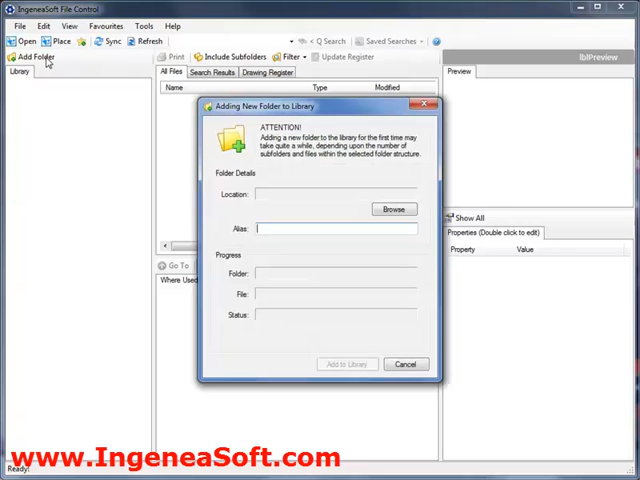 IngeneaSoft File Control
File Edit View Favourites Tools Help
Open Place Sync Refresh < Q Search Saved Searches
Add Folder Print Include Subfolders Filter Update Register lblPreview
Library All Files Search Results Drawing Register Preview
Name Type Modified
Adding New Folder to Library
ATTENTION!
Adding a new folder to the library for the first time may
take quite a while, depending upon the number of
subfolders and files within the selected folder structure.
Folder Details
Location:
Browse
Alias:
Show All
Properties (Double click to edit)
Property Value
Progress
Go To
Folder:
Where Used
File:
Status:
Add to Library Cancel
www.IngeneaSoft.com
Ready!